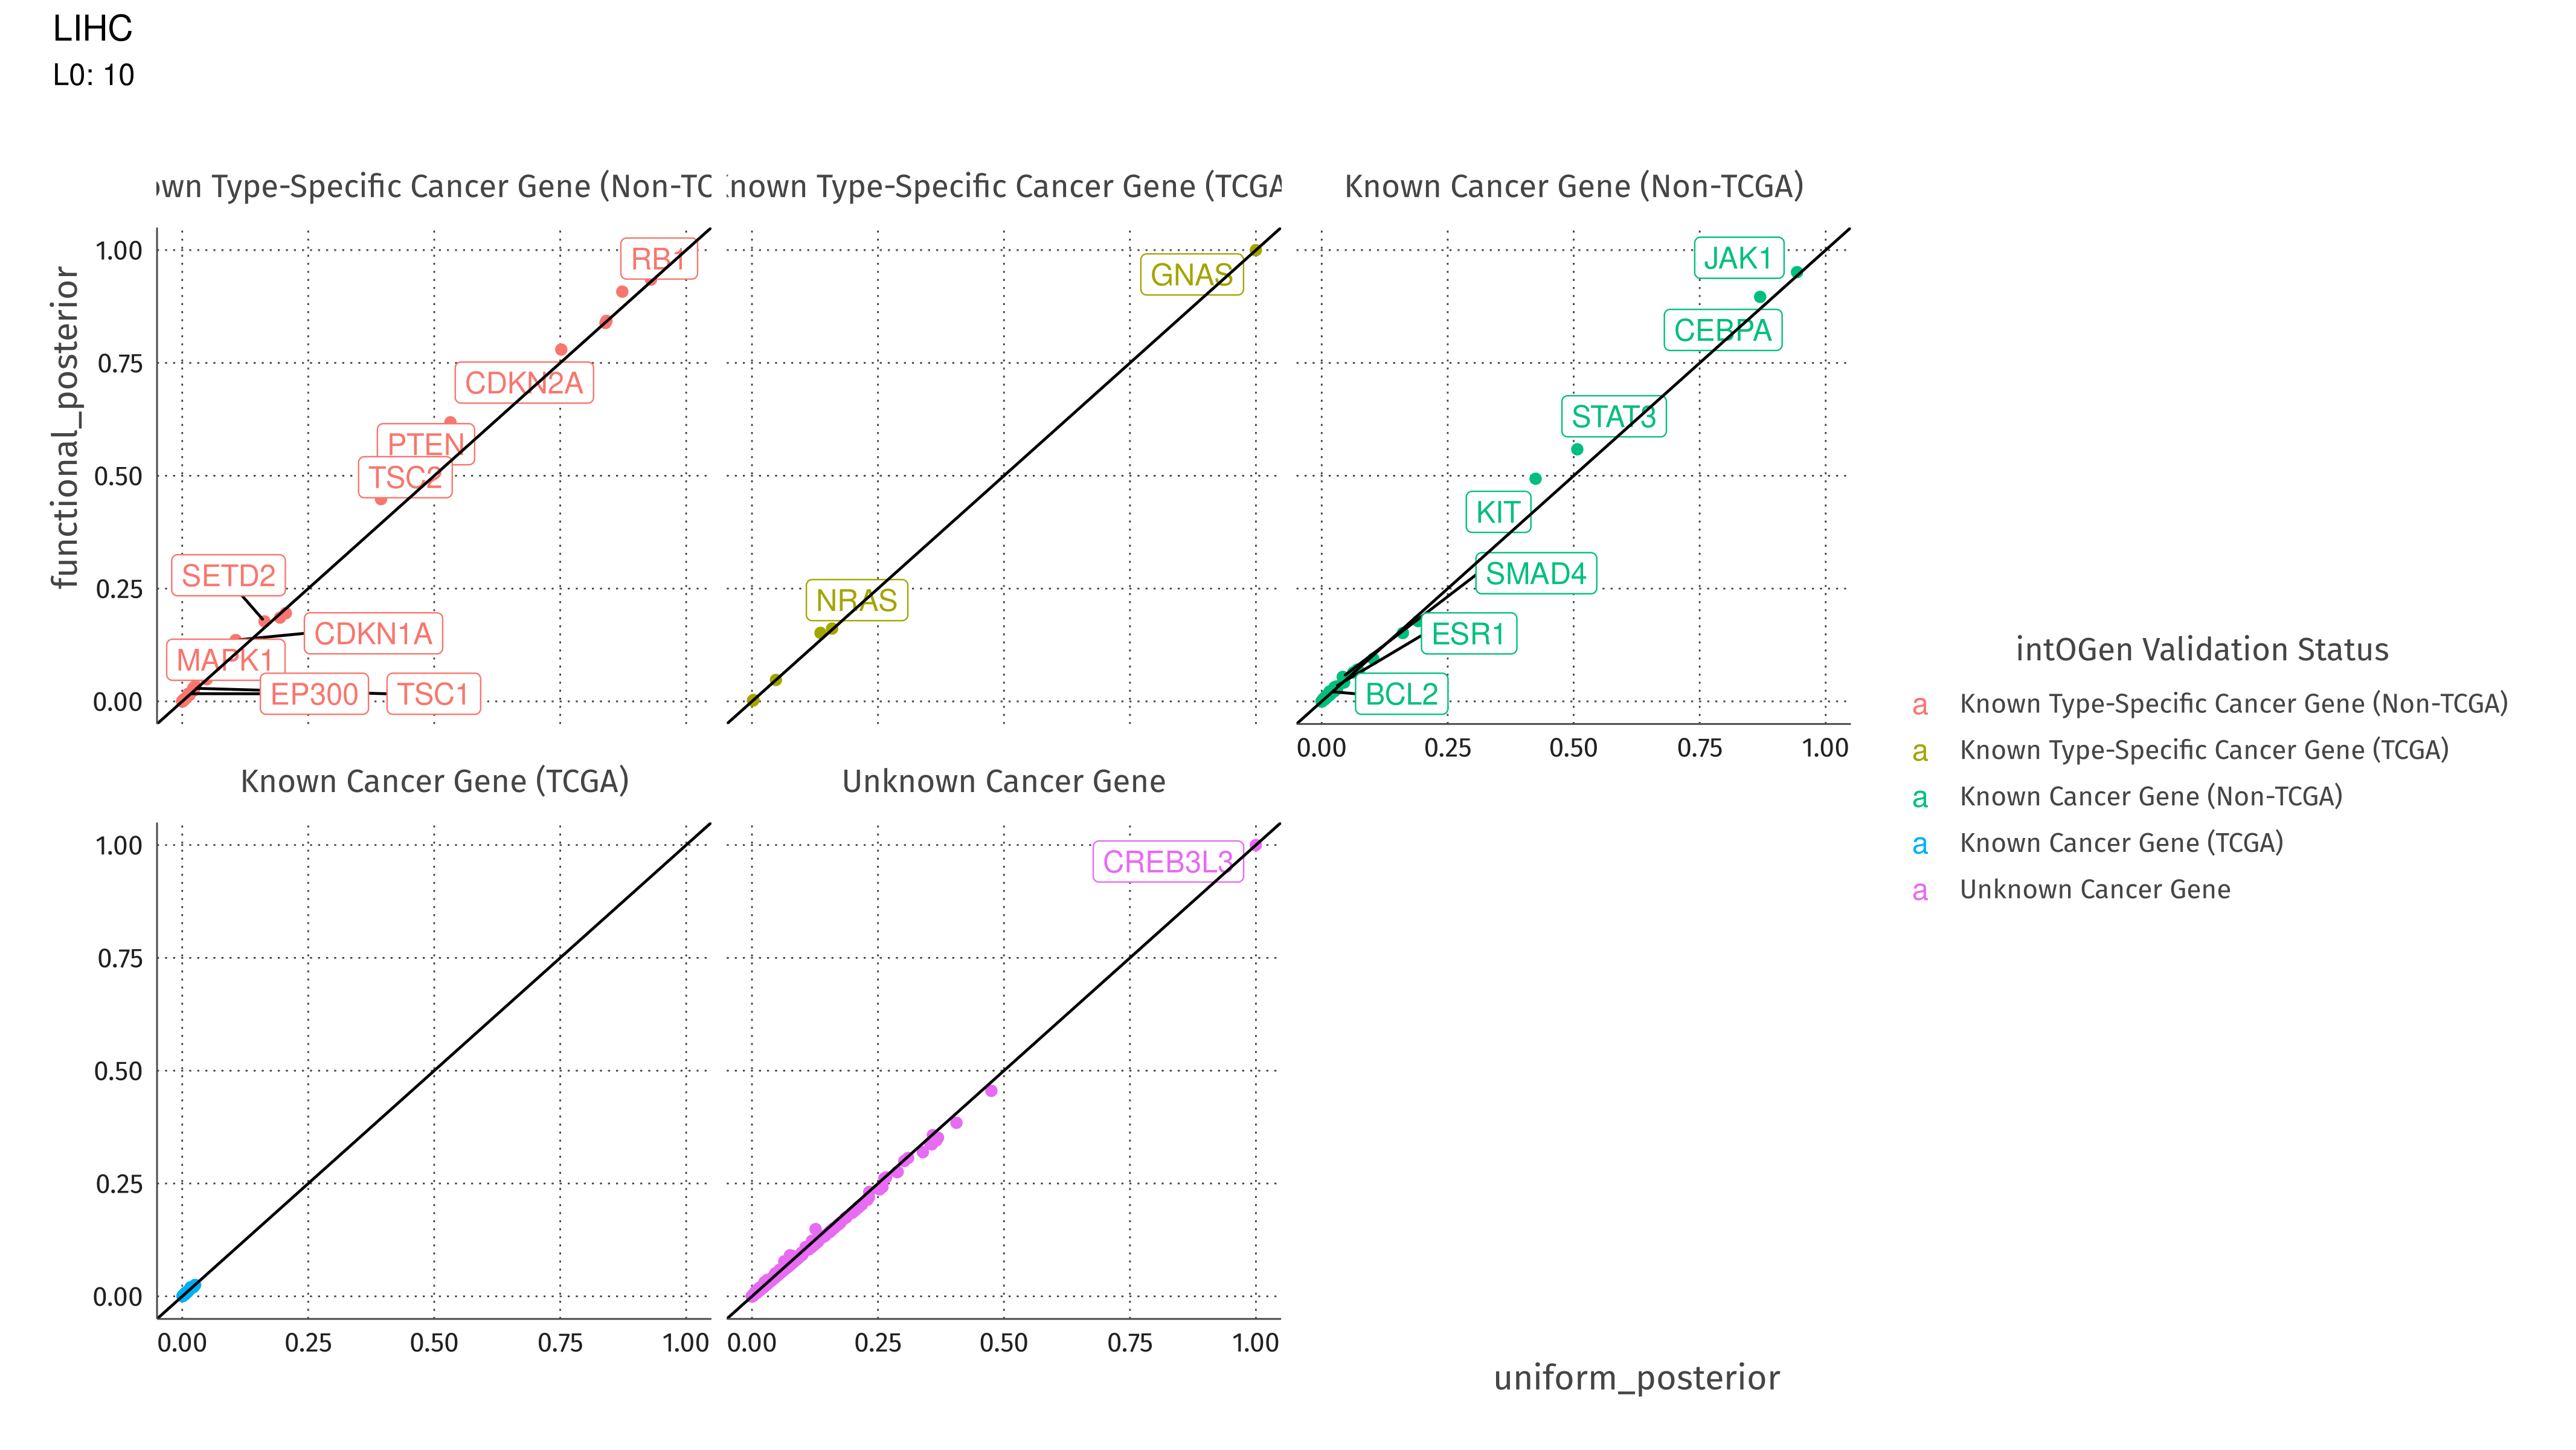 LIHC
L0: 10
own Type-Specific Cancer Gene (Non-TC
nown Type-Specific Cancer Gene (TCGA
Known Cancer Gene (Non-TCGA)
functional_posterior
1.00
0.75
0.50
0.25
0.00
RB1
CDKN2A
PTEN
TSC2
SETD2
CDKN1A
MAPK1
EP300
TSC1
GNAS
NRAS
JAK1
CEBPA
STAT3
KIT
SMAD4
ESR1
BCL2
0.00 0.25 0.50 0.75 1.00
Known Cancer Gene (TCGA)
Unknown Cancer Gene
1.00
0.75
0.50
0.25
0.00
CREB3L3
0.00 0.25 0.50 0.75 1.00
0.00 0.25 0.50 0.75 1.00
uniform_posterior
intOGen Validation Status
a Known Type-Specific Cancer Gene (Non-TCGA)
a Known Type-Specific Cancer Gene (TCGA)
a Known Cancer Gene (Non-TCGA)
a Known Cancer Gene (TCGA)
a Unknown Cancer Gene